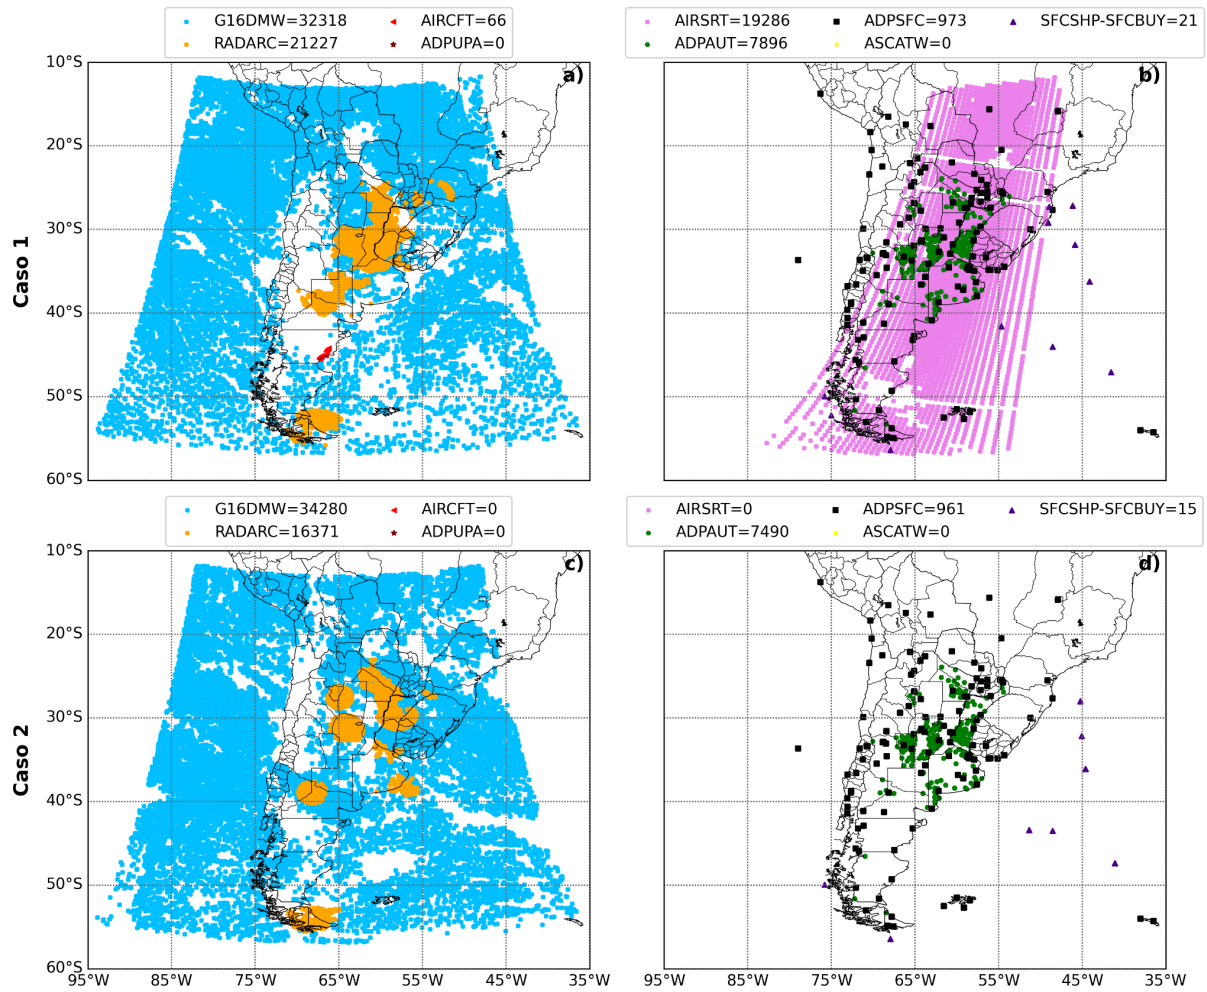 G16DMW=32318 AIRCFT=66
RADARC=21227 ADPUPA=0
AIRSRT=19286 ADPSFC=973 SFCSHP-SFCBUY=21
ADPAUT=7896 ASCATW=0
a)
b)
10°S
20°S
30°S
40°S
50°S
60°S
Caso 1
G16DMW=34280 AIRCFT=0
RADARC=16371 ADPUPA=0
AIRSRT=0 ADPSFC=961 SFCSHP-SFCBUY=15
ADPAUT=7490 ASCATW=0
c)
d)
10°S
20°S
30°S
40°S
50°S
60°S
Caso 2
95°W 85°W 75°W 65°W 55°W 45°W 35°W
95°W 85°W 75°W 65°W 55°W 45°W 35°W